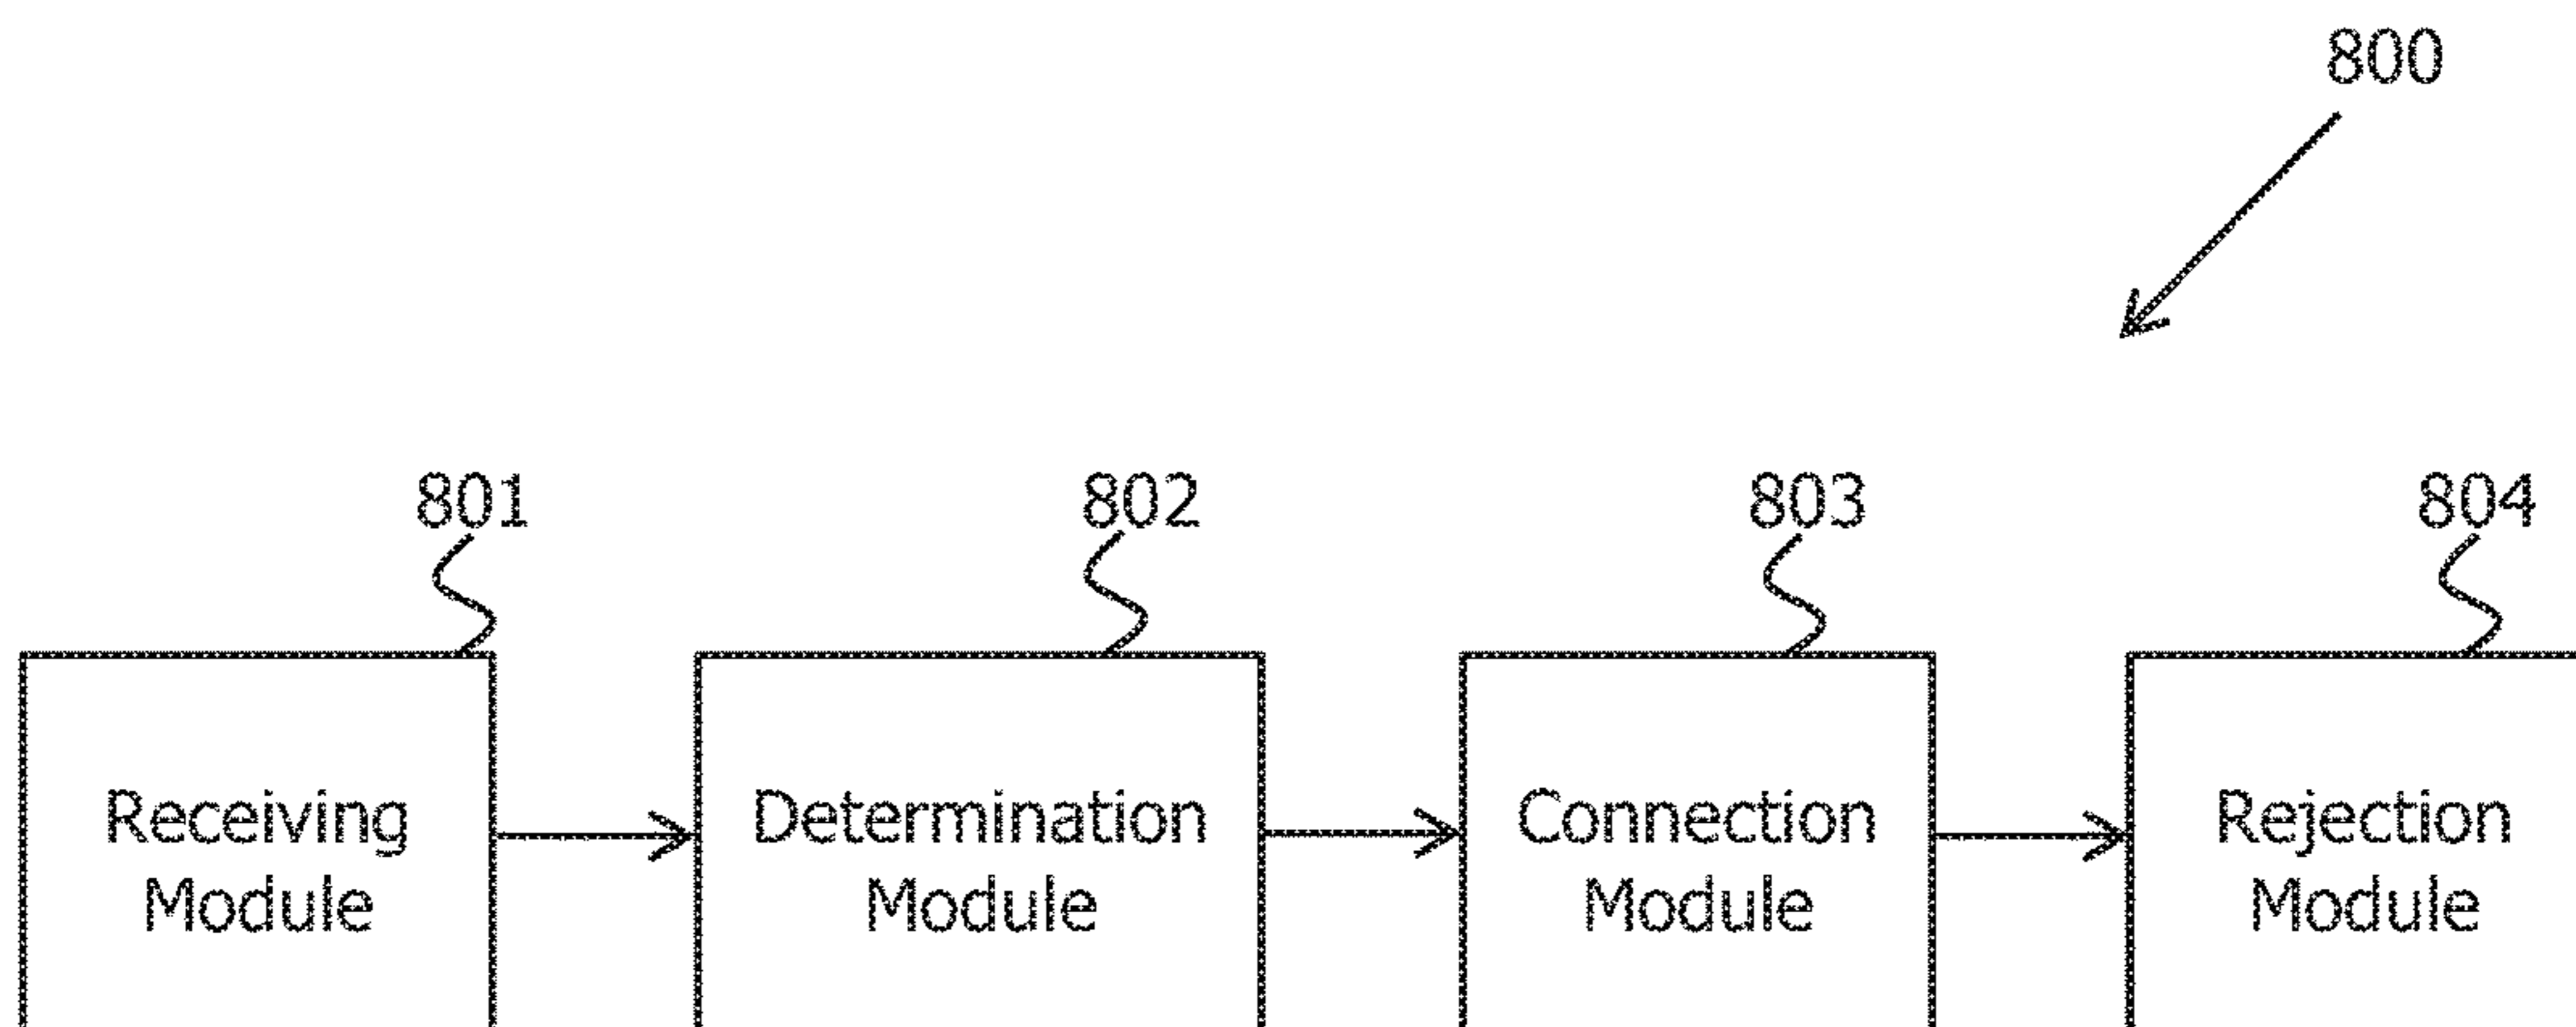 800
801
802
803
804
Receiving
Module
Determination
Module
Connection
Module
Rejection
Module